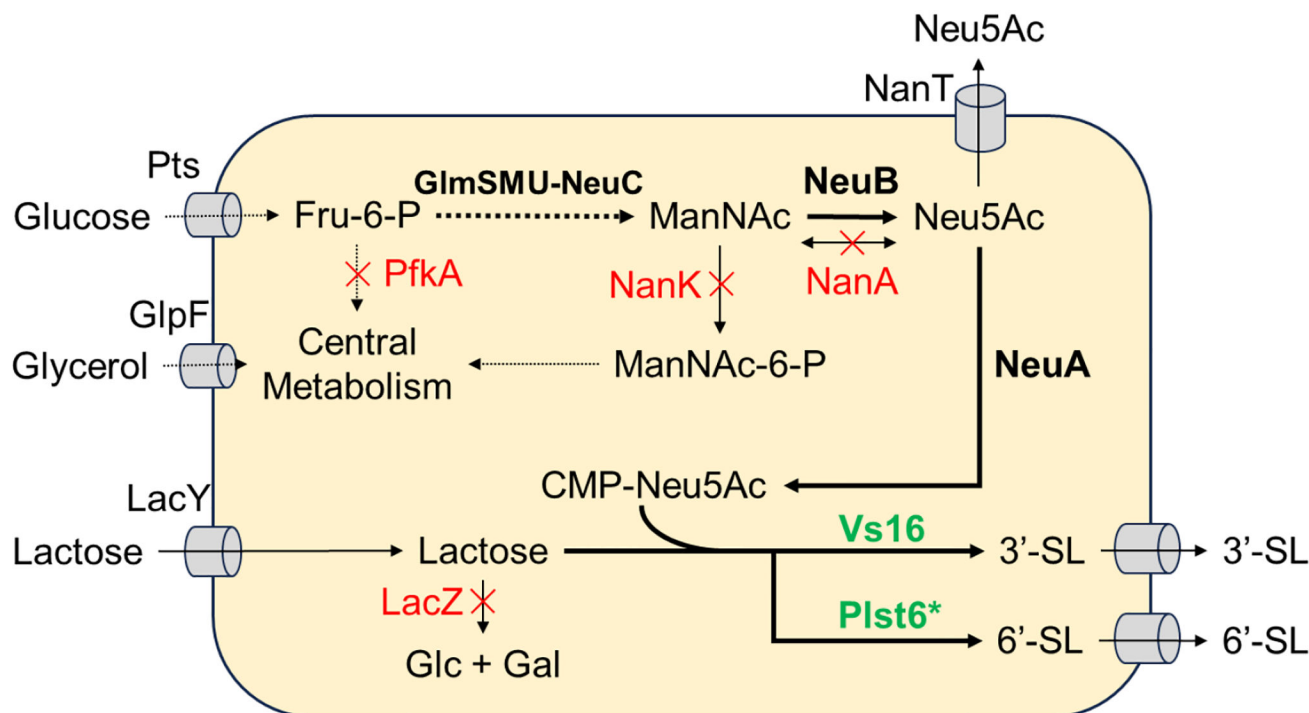 Neu5Ac
NanT
Pts
GlmSMU-NeuC
NeuB
Glucose
Fru-6-P
ManNAc
Neu5Ac
PfkA
NanK
NanA
GlpF
Glycerol
Central
Metabolism
ManNAc-6-P
NeuA
CMP-Neu5Ac
LacY
Vs16
Lactose
Lactose
3’-SL
3’-SL
LacZ
Plst6*
6’-SL
6’-SL
Glc + Gal